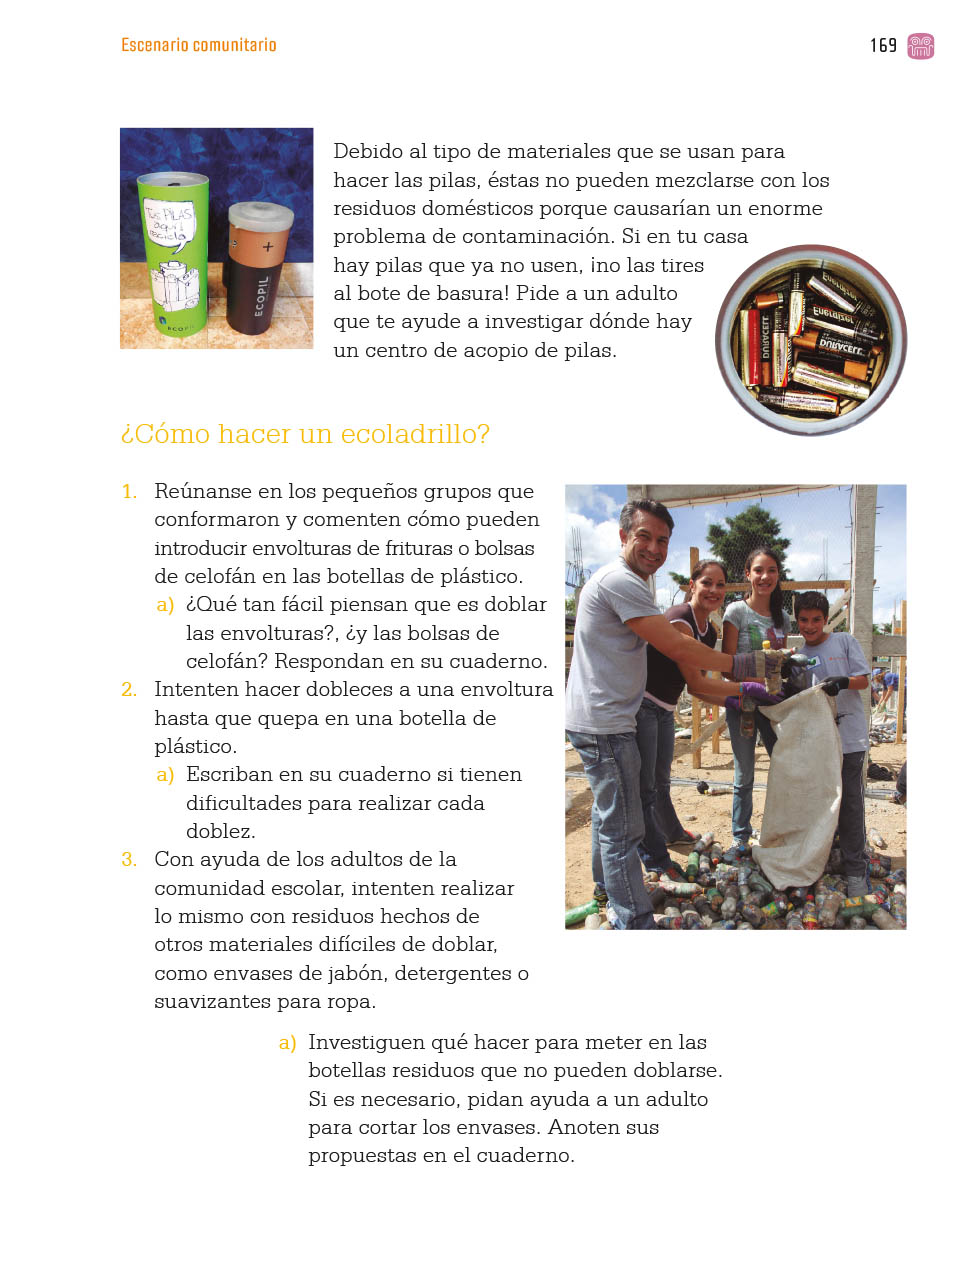 Escenario comunitario
169
Debido al tipo de materiales que se usan para
hacer las pilas, éstas no pueden mezclarse con los
residuos domésticos porque causarían un enorme
problema de contaminación. Si en tu casa
hay pilas que ya no usen, ¡no las tires
al bote de basura! Pide a un adulto
que te ayude a investigar dónde hay
un centro de acopio de pilas.
Tus PILAS
aquí
recicla
ECOPIL
+
ECOPIL
Energizer
Energizer
DURACELL
DURACELL
¿Cómo hacer un ecoladrillo?
1. Reúnanse en los pequeños grupos que
conformaron y comenten cómo pueden
introducir envolturas de frituras o bolsas
de celofán en las botellas de plástico.
a) ¿Qué tan fácil piensan que es doblar
las envolturas?, ¿y las bolsas de
celofán? Respondan en su cuaderno.
2. Intenten hacer dobleces a una envoltura
hasta que quepa en una botella de
plástico.
a) Escriban en su cuaderno si tienen
dificultades para realizar cada
doblez.
3. Con ayuda de los adultos de la
comunidad escolar, intenten realizar
lo mismo con residuos hechos de
otros materiales difíciles de doblar,
como envases de jabón, detergentes o
suavizantes para ropa.
a) Investiguen qué hacer para meter en las
botellas residuos que no pueden doblarse.
Si es necesario, pidan ayuda a un adulto
para cortar los envases. Anoten sus
propuestas en el cuaderno.